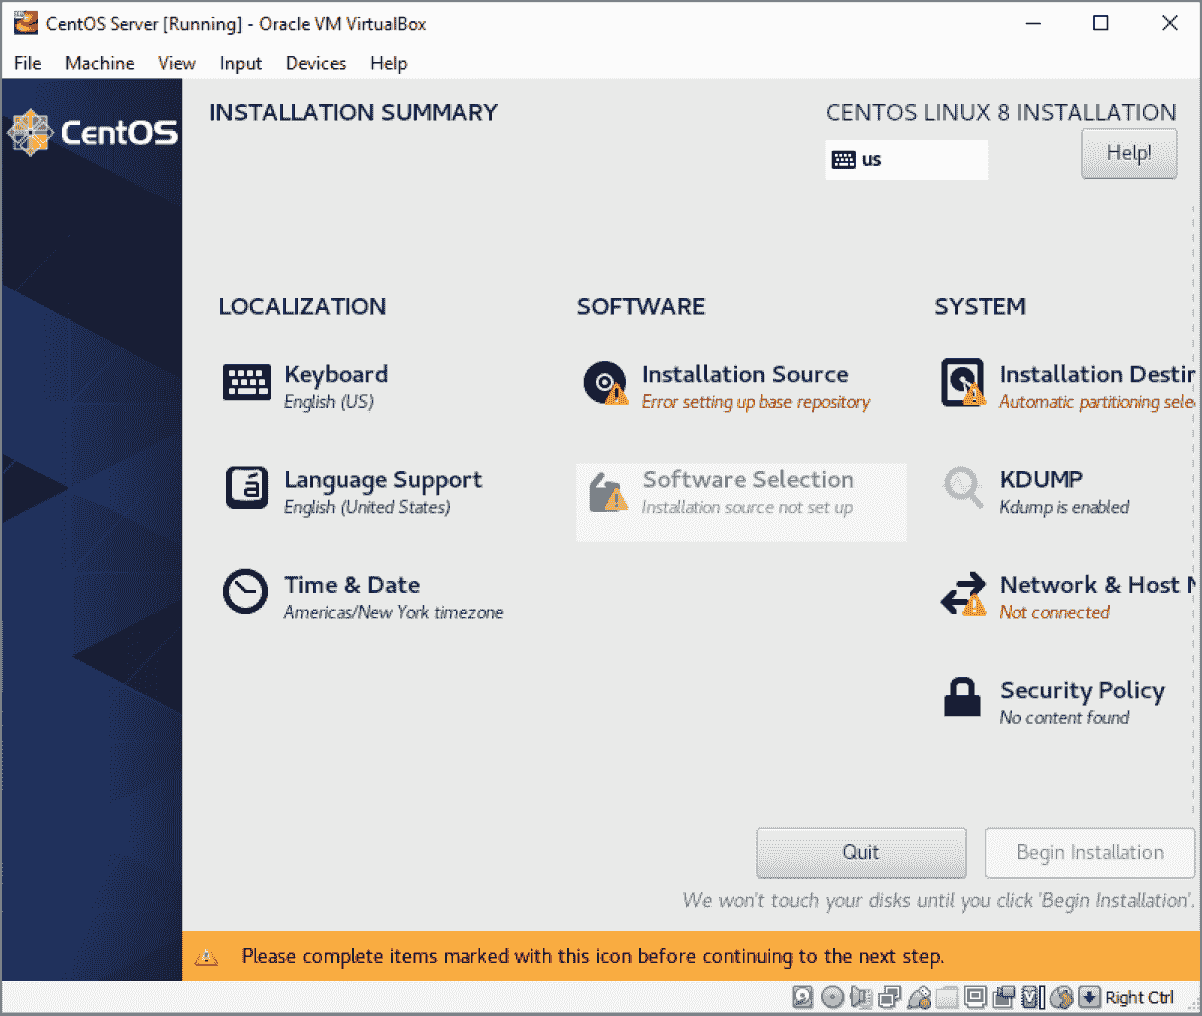 CentOS Server [Running] - Oracle VM VirtualBox
File Machine View Input Devices Help
CentOS
INSTALLATION SUMMARY
CENTOS LINUX 8 INSTALLATION
us
Help!
LOCALIZATION
Keyboard
English (US)
Language Support
English (United States)
Time & Date
Americas/New York timezone
SOFTWARE
Installation Source
Error setting up base repository
Software Selection
Installation source not set up
SYSTEM
Installation Destin
Automatic partitioning sele
KDUMP
Kdump is enabled
Network & Host N
Not connected
Security Policy
No content found
Quit
Begin Installation
We won't touch your disks until you click 'Begin Installation'.
Please complete items marked with this icon before continuing to the next step.
Right Ctrl